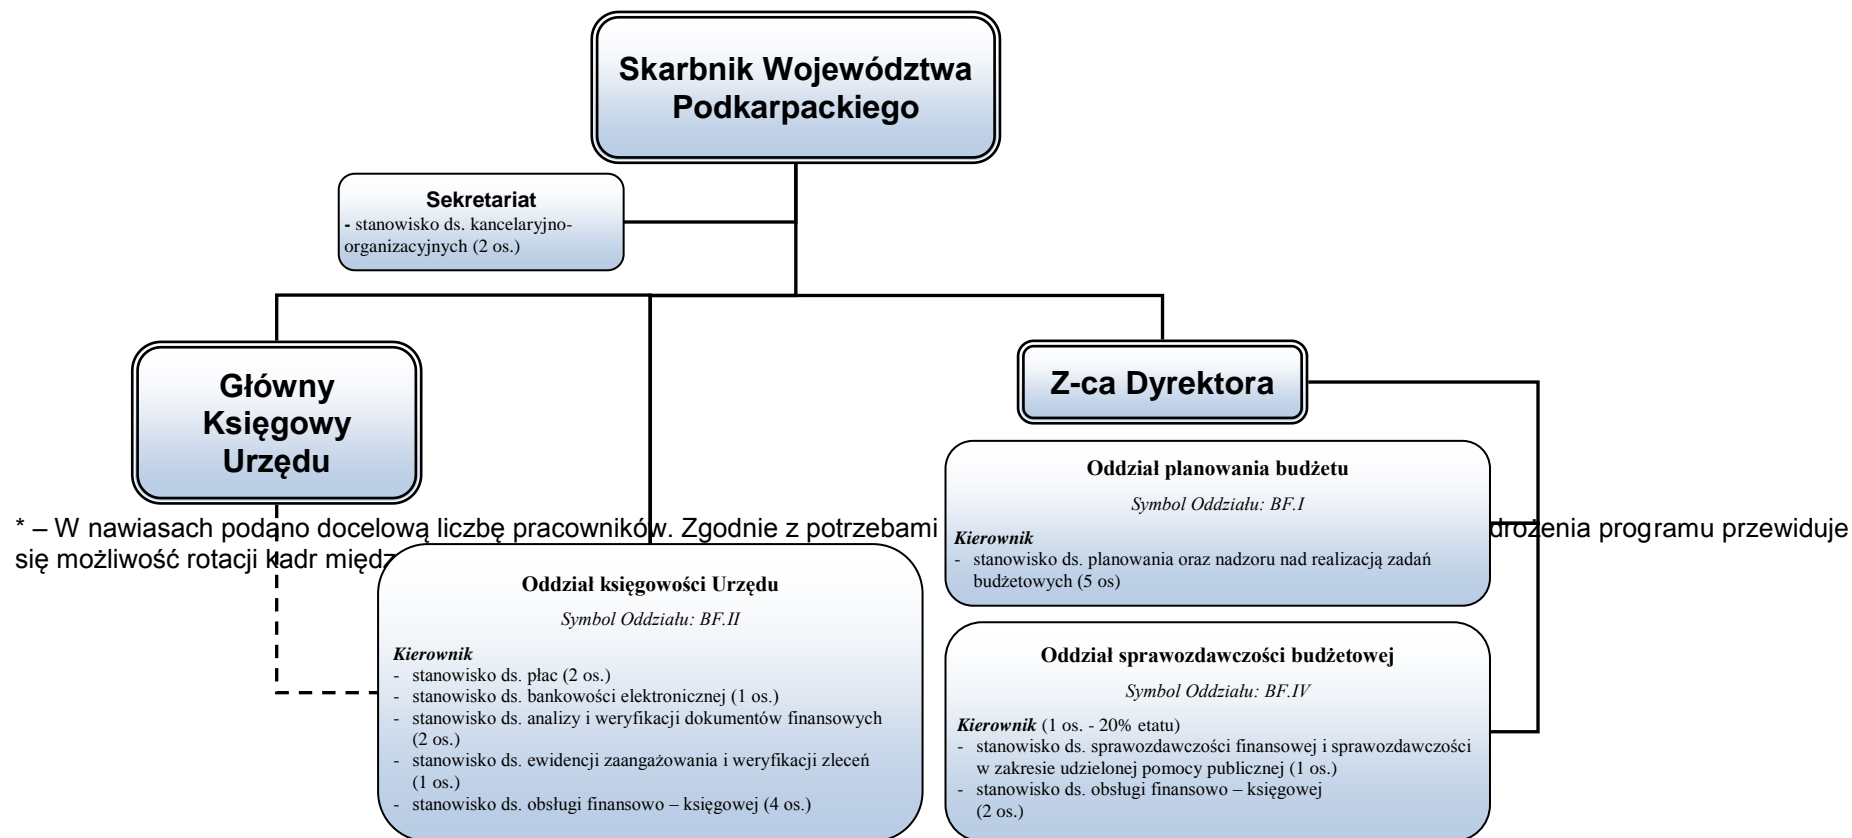 Skarbnik Województwa
Podkarpackiego
Sekretariat
- stanowisko ds. kancelaryjno-
organizacyjnych (2 os.)
Główny
Księgowy
Urzędu
Z-ca Dyrektora
* – W nawiasach podano docelową liczbę pracowników. Zgodnie z potrzebami
drożenia programu przewiduje
się możliwość rotacji kadr międz
Oddział planowania budżetu
Symbol Oddziału: BF.I
Kierownik
- stanowisko ds. planowania oraz nadzoru nad realizacją zadań
budżetowych (5 os)
Oddział księgowości Urzędu
Symbol Oddziału: BF.II
Kierownik
- stanowisko ds. płac (2 os.)
- stanowisko ds. bankowości elektronicznej (1 os.)
- stanowisko ds. analizy i weryfikacji dokumentów finansowych
(2 os.)
- stanowisko ds. ewidencji zaangażowania i weryfikacji zleceń
(1 os.)
- stanowisko ds. obsługi finansowo – księgowej (4 os.)
Oddział sprawozdawczości budżetowej
Symbol Oddziału: BF.IV
Kierownik (1 os. - 20% etatu)
- stanowisko ds. sprawozdawczości finansowej i sprawozdawczości
w zakresie udzielonej pomocy publicznej (1 os.)
- stanowisko ds. obsługi finansowo – księgowej
(2 os.)